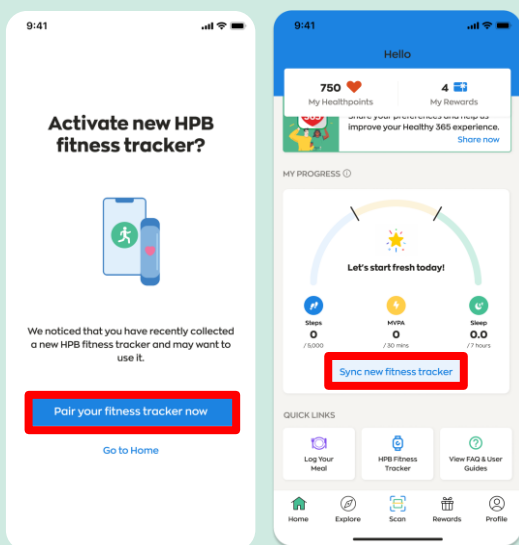 9:41
Activate new HPB
fitness tracker?
We noticed that you have recently collected
a new HPB fitness tracker and may want to
use it.
Pair your fitness tracker now
Go to Home
9:41
Hello
750
My Healthpoints
4
My Rewards
365
share your preferences and help us
improve your Healthy 365 experience.
Share now
MY PROGRESS
Let's start fresh today!
Steps
0
/ 5,000
MVPA
0
/ 30 mins
Sleep
0.0
/ 7 hours
Sync new fitness tracker
QUICK LINKS
Log Your
Meal
HPB Fitness
Tracker
View FAQ & User
Guides
Home
Explore
Scan
Rewards
Profile